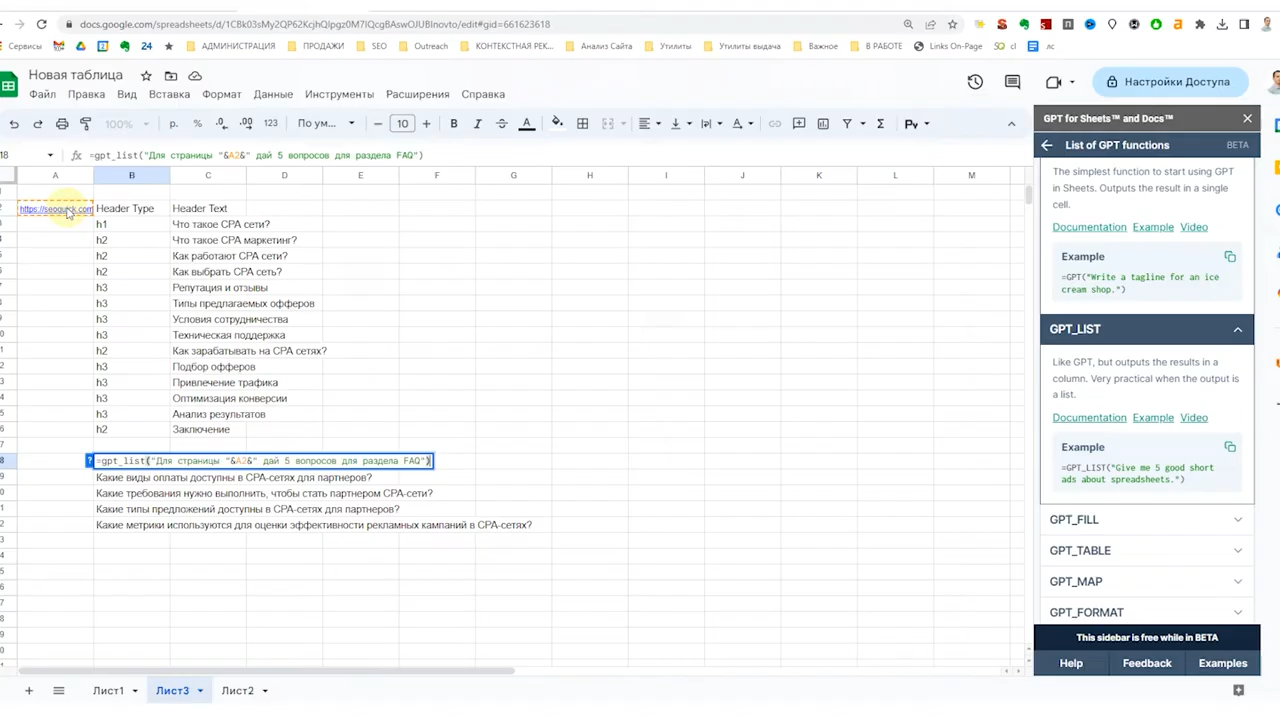 docs.google.com/spreadsheets/d/1CBk03sMy2QP62KcjhQIpgz0M7IQcgBAswOJUBInovto/edit#gid=661623618
Сервисы 24 АДМИНИСТРАЦИЯ ПРОДАЖИ SEO Outreach КОНТЕКСТНАЯ РЕК... Анализ Сайта Утилиты Утилиты выдача Важное В РАБОТЕ Links On-Page cl лс
Новая таблица
Файл Правка Вид Вставка Формат Данные Инструменты Расширения Справка
Настройки Доступа
100% р. % .0 .00 123 По ум... 10
18 =gpt_list("Для страницы "&A2&" дай 5 вопросов для раздела FAQ")
A B C D E F G H I J K L M
https://seoquick.com Header Type Header Text
h1 Что такое CPA сети?
h2 Что такое CPA маркетинг?
h2 Как работают CPA сети?
h2 Как выбрать CPA сеть?
h3 Репутация и отзывы
h3 Типы предлагаемых офферов
h3 Условия сотрудничества
h3 Техническая поддержка
h2 Как зарабатывать на CPA сетях?
h3 Подбор офферов
h3 Привлечение трафика
h3 Оптимизация конверсии
h3 Анализ результатов
h2 Заключение
=gpt_list("Для страницы "&A2&" дай 5 вопросов для раздела FAQ")
Какие виды оплаты доступны в CPA-сетях для партнеров?
Какие требования нужно выполнить, чтобы стать партнером CPA-сети?
Какие типы предложений доступны в CPA-сетях для партнеров?
Какие метрики используются для оценки эффективности рекламных кампаний в CPA-сетях?
Лист1 Лист3 Лист2
GPT for Sheets™ and Docs™
List of GPT functions BETA
The simplest function to start using GPT
in Sheets. Outputs the result in a single
cell.
Documentation Example Video
Example
=GPT("Write a tagline for an ice
cream shop.")
GPT_LIST
Like GPT, but outputs the results in a
column. Very practical when the output is
a list.
Documentation Example Video
Example
=GPT_LIST("Give me 5 good short
ads about spreadsheets.")
GPT_FILL
GPT_TABLE
GPT_MAP
GPT_FORMAT
This sidebar is free while in BETA
Help Feedback Examples